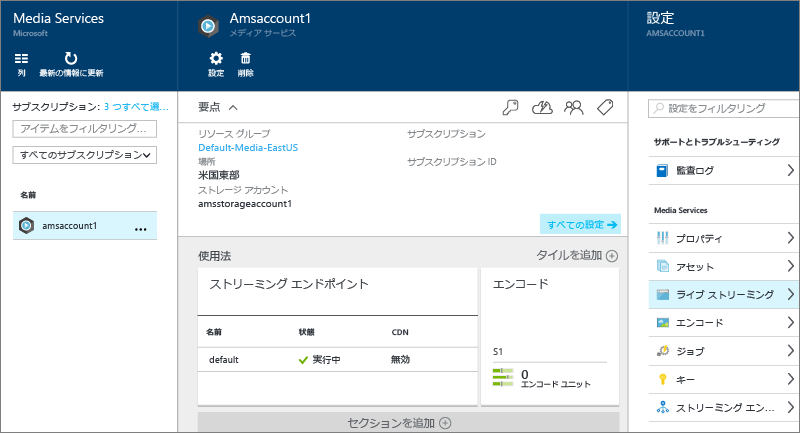 Media Services
Microsoft
列
最新の情報に更新
サブスクリプション: 3 つすべて選...
アイテムをフィルタリング...
すべてのサブスクリプション
名前
amsaccount1 ...
Amsaccount1
メディア サービス
設定
削除
要点
リソース グループ
Default-Media-EastUS
場所
米国東部
ストレージ アカウント
amsstorageaccount1
サブスクリプション
サブスクリプション ID
すべての設定
使用法
タイルを追加
ストリーミング エンドポイント
名前 状態 CDN
default 実行中 無効
エンコード
S1
0
エンコード ユニット
セクションを追加
設定
AMSACCOUNT1
設定をフィルタリング
サポートとトラブルシューティング
監査ログ
Media Services
プロパティ
アセット
ライブ ストリーミング
エンコード
ジョブ
キー
ストリーミング エン...